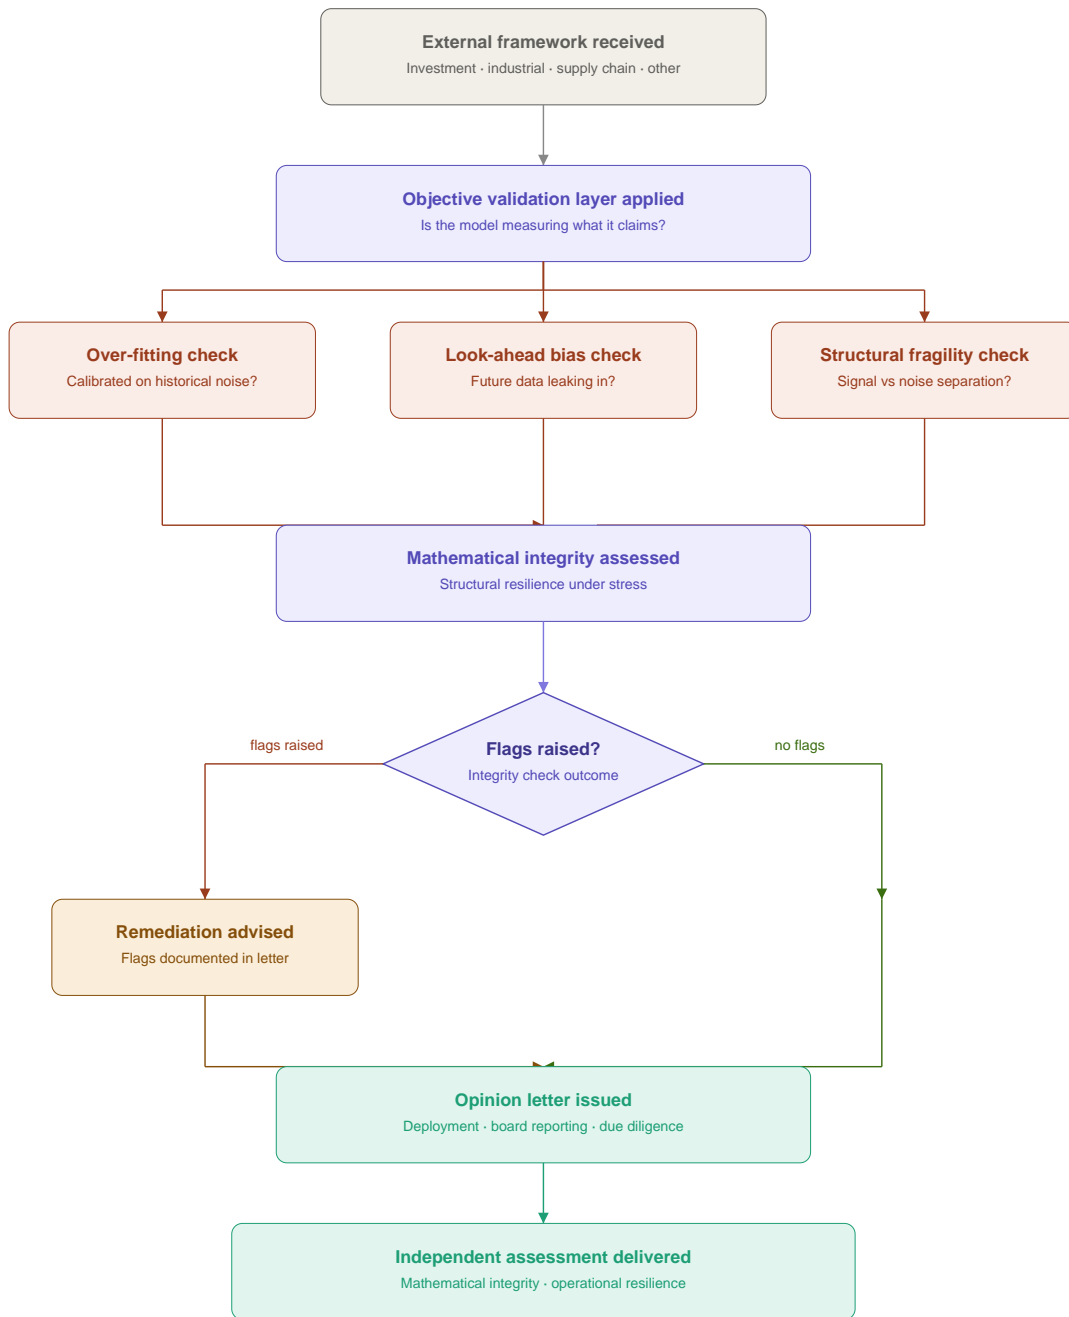 External framework received
Investment · industrial · supply chain · other
Objective validation layer applied
Is the model measuring what it claims?
Over-fitting check
Calibrated on historical noise?
Look-ahead bias check
Future data leaking in?
Structural fragility check
Signal vs noise separation?
Mathematical integrity assessed
Structural resilience under stress
flags raised
Flags raised?
Integrity check outcome
no flags
Remediation advised
Flags documented in letter
Opinion letter issued
Deployment · board reporting · due diligence
Independent assessment delivered
Mathematical integrity · operational resilience